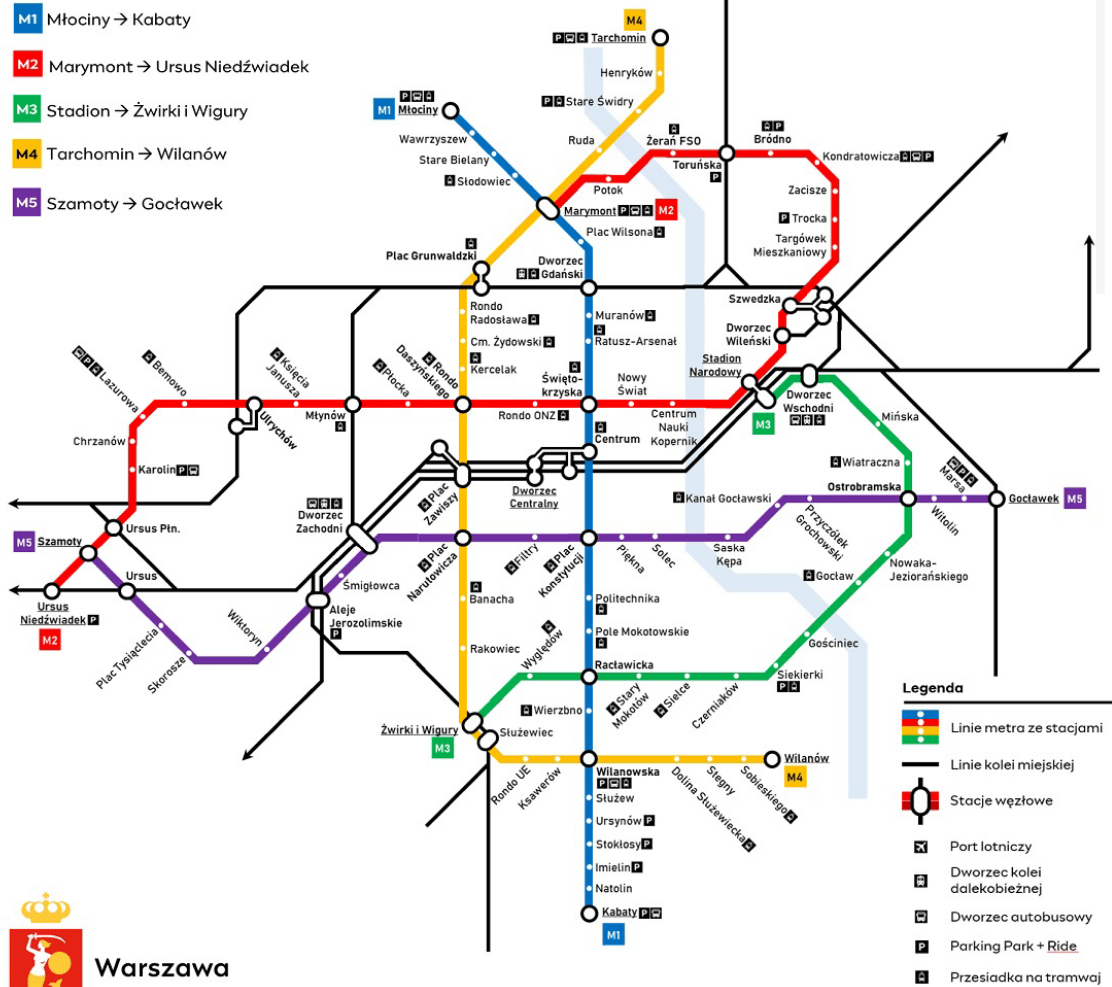 M1 Młociny → Kabaty
M2 Marymont → Ursus Niedźwiadek
M3 Stadion → Żwirki i Wigury
M4 Tarchomin → Wilanów
M5 Szamoty → Gocławek
M4
P Tarchomin
Henryków
P Stare Świdry
P
M1 Młociny
Wawrzyszew
Stare Bielany
Słodowiec
Ruda
Żerań FSO
Toruńska
P
P
Bródno
Kondratowicza P
Zacisze
P Trocka
Targówek
Mieszkaniowy
Potok
Marymont P M2
Plac Wilsona
Plac Grunwaldzki
Dworzec
Gdański
Szwedzka
Dworzec
Wileński
Stadion
Narodowy
M3
Rondo
Radosława
Cm. Żydowski
Kercelak
Muranów
Ratusz-Arsenał
P Lazurowa
Bemowo
Księcia
Janusza
Płocka
Rondo
Daszyńskiego
Święto-
krzyska
Nowy
Świat
Ulrychów
Młynów
Rondo ONZ
Centrum
Nauki
Kopernik
Dworzec
Wschodni
Mińska
Chrzanów
Karolin P
Centrum
Wiatraczna
P
Marsa
Plac
Zawiszy
Dworzec
Centralny
Kanał Gocławski
Ostrobramska
Gocławek M5
Witolin
Przyczółek
Grochowski
Dworzec
Zachodni
Ursus Płn.
M5 Szamoty
Ursus
Śmigłowca
Plac
Narutowicza
Filtry
Plac
Konstytucji
Piękna
Solec
Saska
Kępa
Nowaka-
Jeziorańskiego
Gocław
Ursus
Niedźwiadek P
M2
Plac Tysiąclecia
Skorosze
Wiktoryn
Aleje
Jerozolimskie
P
Banacha
Politechnika
Rakowiec
Wyględów
Pole Mokotowskie
Gościniec
Racławicka
Stary
Mokotów
Sielce
Czerniaków
Siekierki
P
Wierzbno
Żwirki i Wigury
M3
Służewiec
Rondo UE
Ksawerów
Wilanowska
P
Dolina Służewiecka
Stegny
Sobieskiego
Wilanów
M4
Służew
Ursynów P
Stokłosy P
Imielin P
Natolin
Kabaty P
M1
Legenda
Linie metra ze stacjami
Linie kolei miejskiej
Stacje węzłowe
Port lotniczy
Dworzec kolei
dalekobieżnej
Dworzec autobusowy
P Parking Park + Ride
Przesiadka na tramwaj
Warszawa